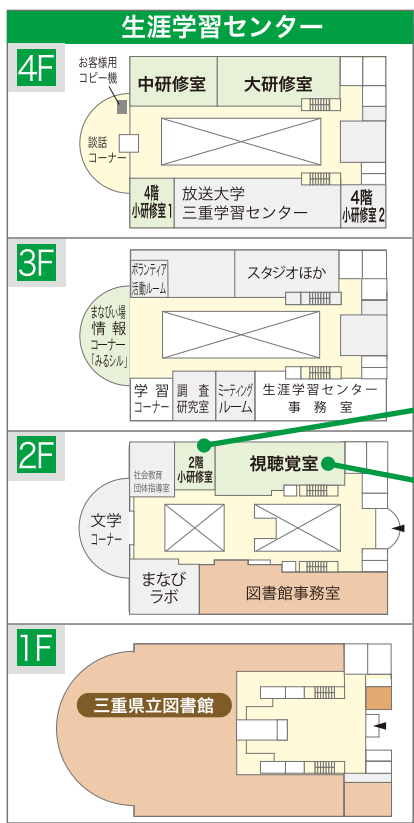 生涯学習センター
4F
お客様用
コピー機
中研修室
大研修室
談話
コーナー
4階
小研修室1
放送大学
三重学習センター
4階
小研修室2
3F
ボランティア
活動ルーム
スタジオほか
まなびぃ場
情報
コーナー
「みるシル」
学習
コーナー
調査
研究室
ミーティング
ルーム
生涯学習センター
事務室
2F
社会教育
団体指導室
2階
小研修室
視聴覚室
文学
コーナー
まなび
ラボ
図書館事務室
1F
三重県立図書館